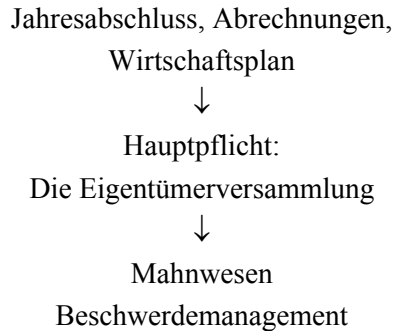 Jahresabschluss, Abrechnungen,
Wirtschaftsplan
↓
Hauptpflicht:
Die Eigentümerversammlung
↓
Mahnwesen
Beschwerdemanagement